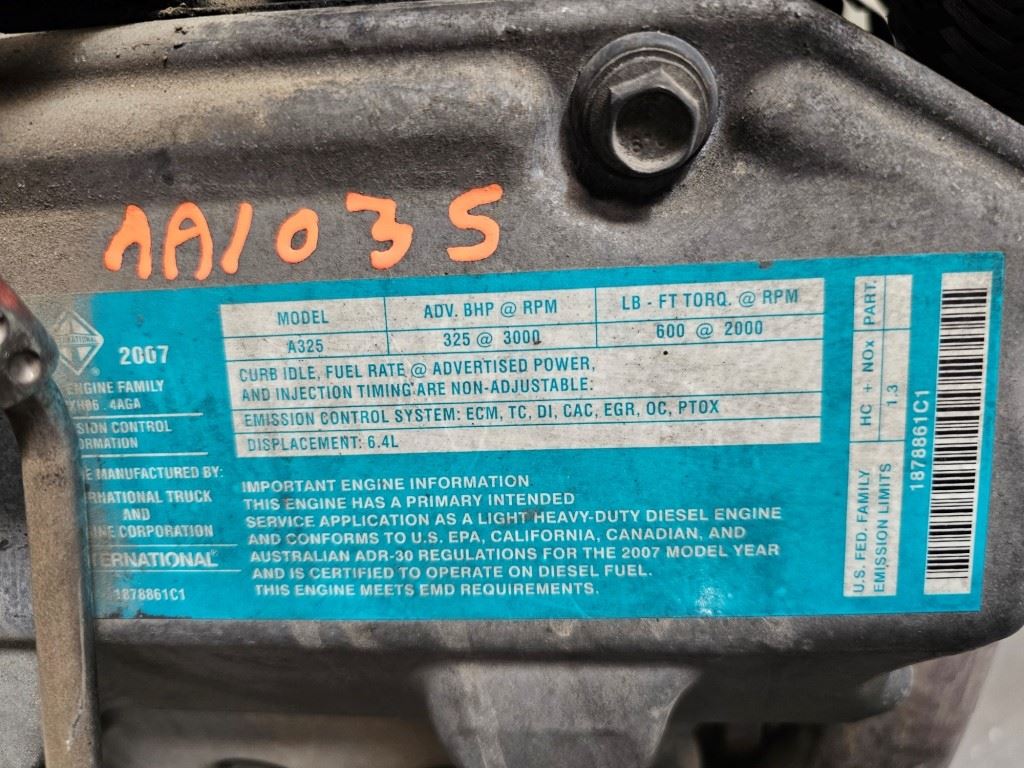 AA1035
2007
ENGINE FAMILY
4AGA
CONTROL
MANUFACTURED BY:
TRUCK
AND
CORPORATION
1878861C1
MODEL ADV. BHP @ RPM LB - FT TORQ. @ RPM
A325 325 @ 3000 600 @ 2000
CURB IDLE, FUEL RATE @ ADVERTISED POWER,
AND INJECTION TIMING ARE NON-ADJUSTABLE:
EMISSION CONTROL SYSTEM: ECM, TC, DI, CAC, EGR, OC, PTOX
DISPLACEMENT: 6.4L
IMPORTANT ENGINE INFORMATION
THIS ENGINE HAS A PRIMARY INTENDED
SERVICE APPLICATION AS A LIGHT HEAVY-DUTY DIESEL ENGINE
AND CONFORMS TO U.S. EPA, CALIFORNIA, CANADIAN, AND
AUSTRALIAN ADR-30 REGULATIONS FOR THE 2007 MODEL YEAR
AND IS CERTIFIED TO OPERATE ON DIESEL FUEL.
THIS ENGINE MEETS EMD REQUIREMENTS.
U.S. FED. FAMILY HC + NOx PART.
EMISSION LIMITS 1.3
1878861C1